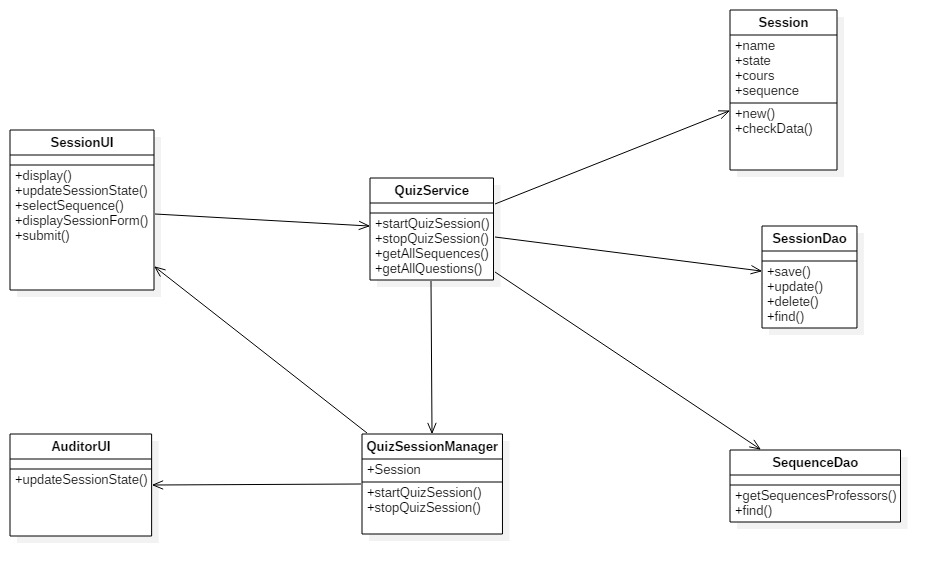 Session
+name
+state
+cours
+sequence
+new()
+checkData()
SessionUI
+display()
+updateSessionState()
+selectSequence()
+displaySessionForm()
+submit()
QuizService
+startQuizSession()
+stopQuizSession()
+getAllSequences()
+getAllQuestions()
SessionDao
+save()
+update()
+delete()
+find()
AuditorUI
+updateSessionState()
QuizSessionManager
+Session
+startQuizSession()
+stopQuizSession()
SequenceDao
+getSequencesProfessors()
+find()